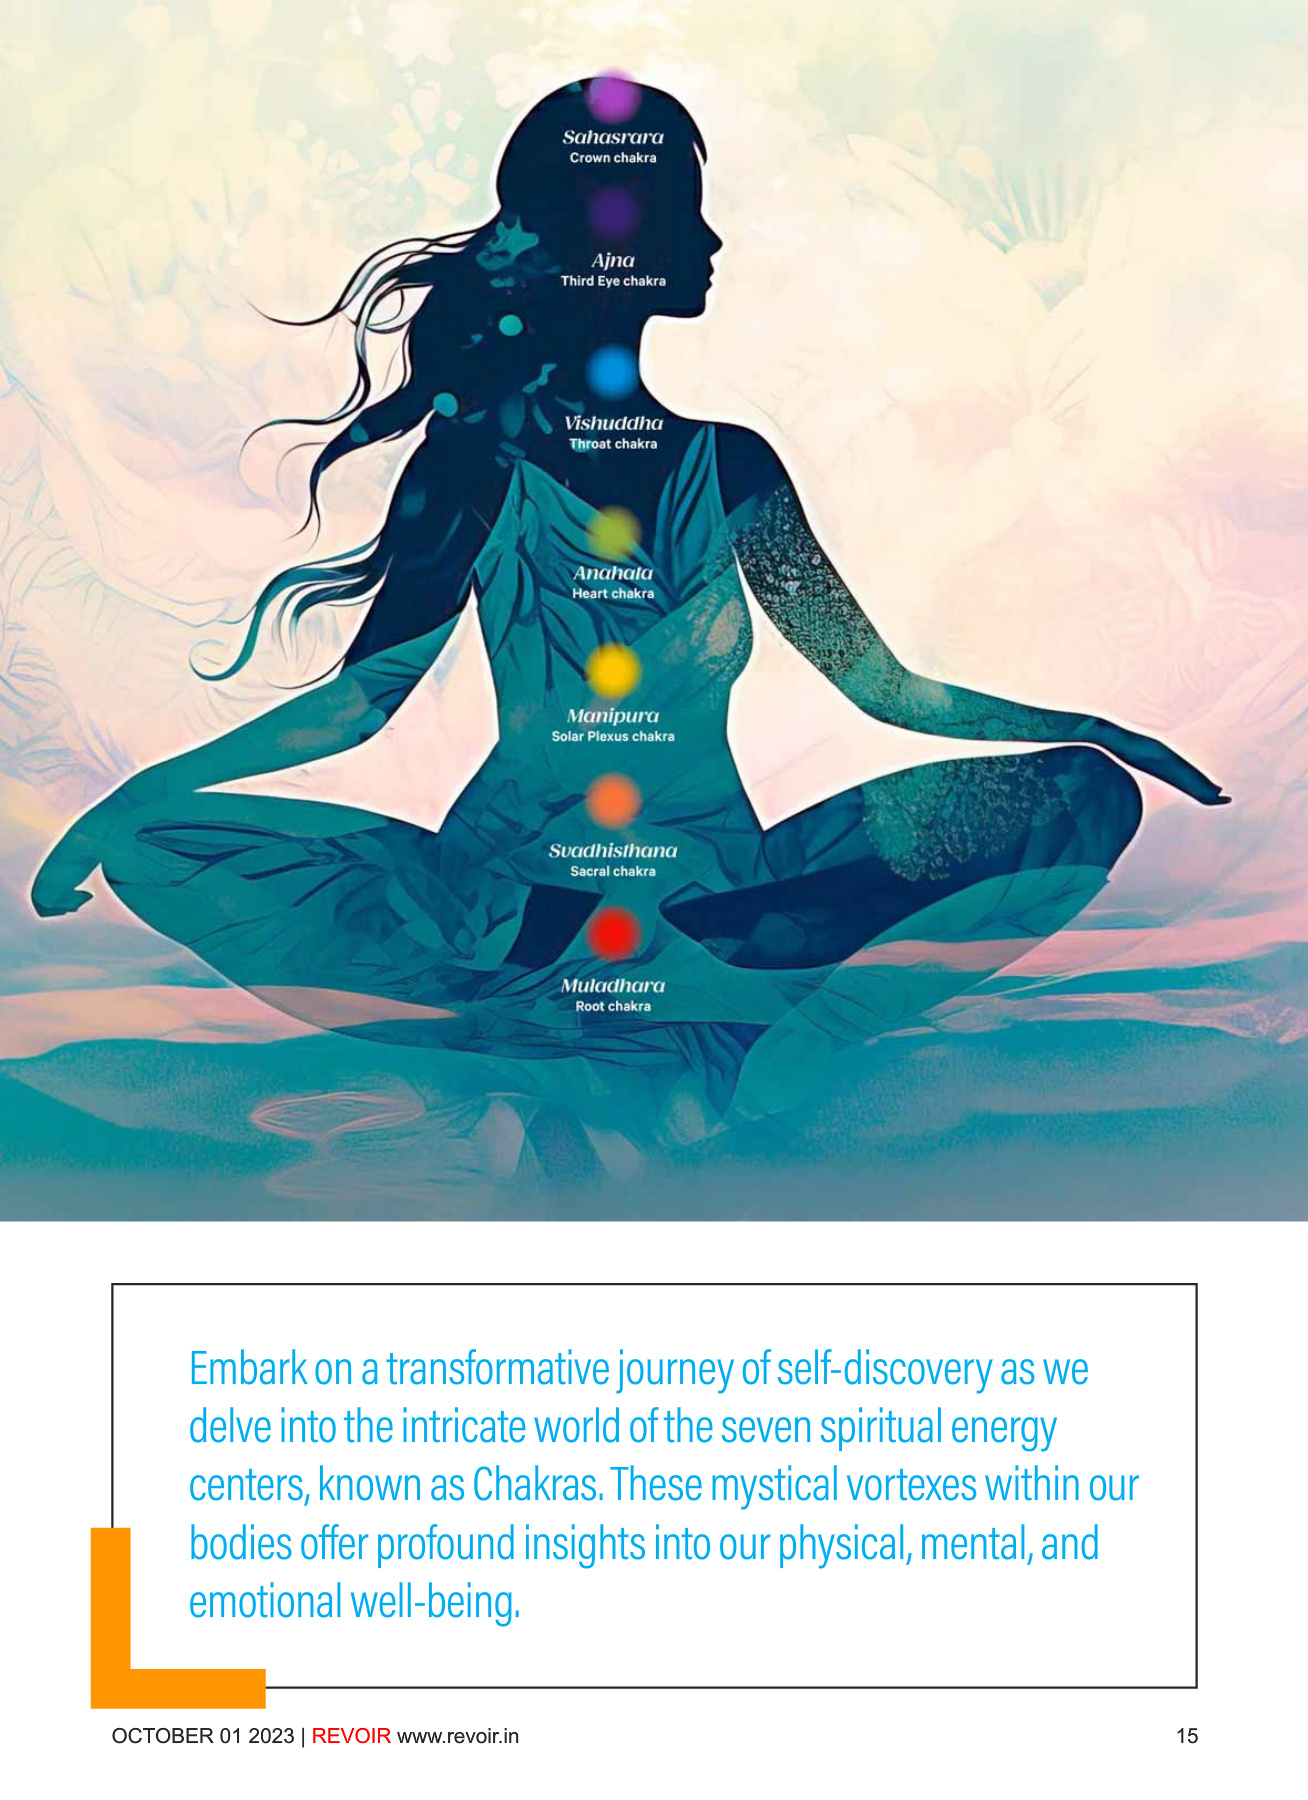 Sahasrara
Crown chakra
Ajna
Third Eye chakra
Vishuddha
Throat chakra
Anahata
Heart chakra
Manipura
Solar Plexus chakra
Svadhisthana
Sacral chakra
Muladhara
Root chakra
Embark on a transformative journey of self-discovery as we
delve into the intricate world of the seven spiritual energy
centers, known as Chakras. These mystical vortexes within our
bodies offer profound insights into our physical, mental, and
emotional well-being.
OCTOBER 01 2023 | REVOIR www.revoir.in 15